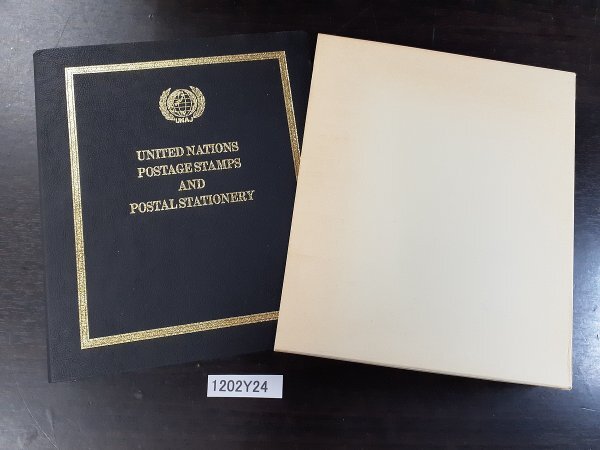 UNAJ
UNITED NATIONS
POSTAGE STAMPS
AND
POSTAL STATIONERY
1202Y24